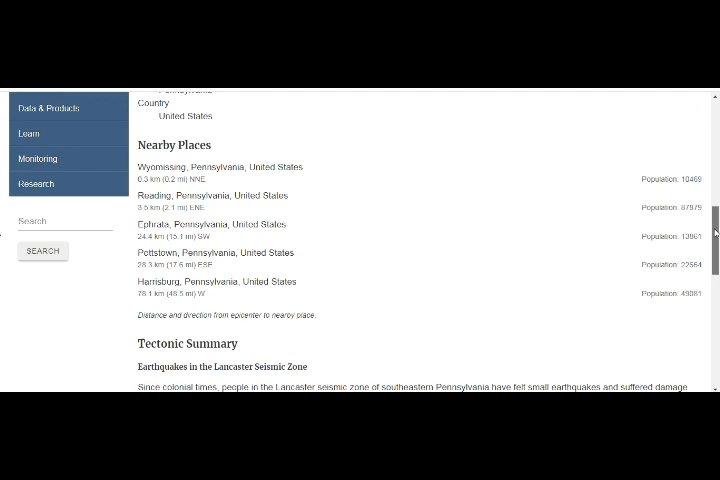 Data & Products
Learn
Monitoring
Research
Search
SEARCH
Pennsylvania
Country
United States
Nearby Places
Wyomissing, Pennsylvania, United States
0.3 km (0.2 mi) NNE
Population: 10469
Reading, Pennsylvania, United States
3.5 km (2.1 mi) ENE
Population: 87879
Ephrata, Pennsylvania, United States
24.4 km (15.1 mi) SW
Population: 13861
Pottstown, Pennsylvania, United States
28.3 km (17.6 mi) ESE
Population: 22664
Harrisburg, Pennsylvania, United States
78.1 km (48.5 mi) W
Population: 49081
Distance and direction from epicenter to nearby place.
Tectonic Summary
Earthquakes in the Lancaster Seismic Zone
Since colonial times, people in the Lancaster seismic zone of southeastern Pennsylvania have felt small earthquakes and suffered damage